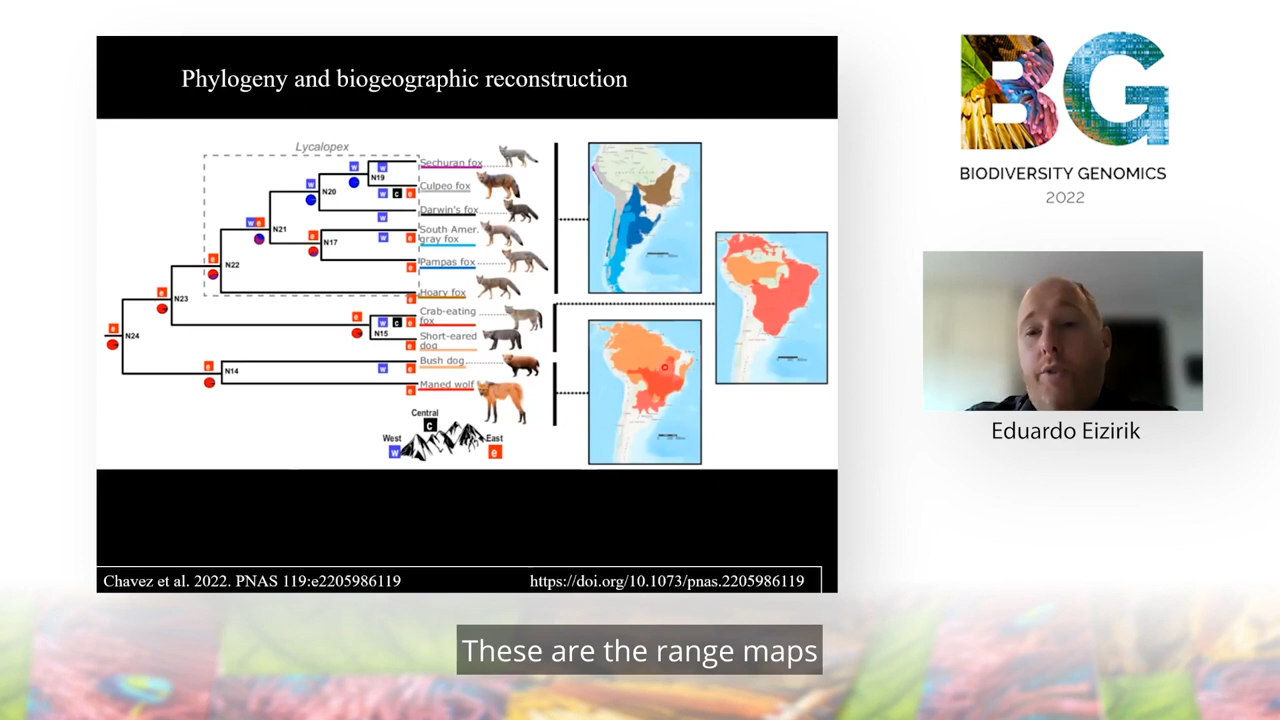 Phylogeny and biogeographic reconstruction
Lycalopex
Sechuran fox
w
w
N19
Culpeo fox
w
N20
w c e
Darwin's fox
w e
w
N21
South Amer.
gray fox
e
w e
N17
Pampas fox
e
e
N22
Hoary fox
e
e
N23
Crab-eating
fox
e
w c e
N15
Short-eared
dog
e
e
N24
Bush dog
e
w e
N14
Maned wolf
e
Central
c
West
East
w
e
Chavez et al. 2022. PNAS 119:e2205986119
https://doi.org/10.1073/pnas.2205986119
BG
BIODIVERSITY GENOMICS
2022
Eduardo Eizirik
These are the range maps